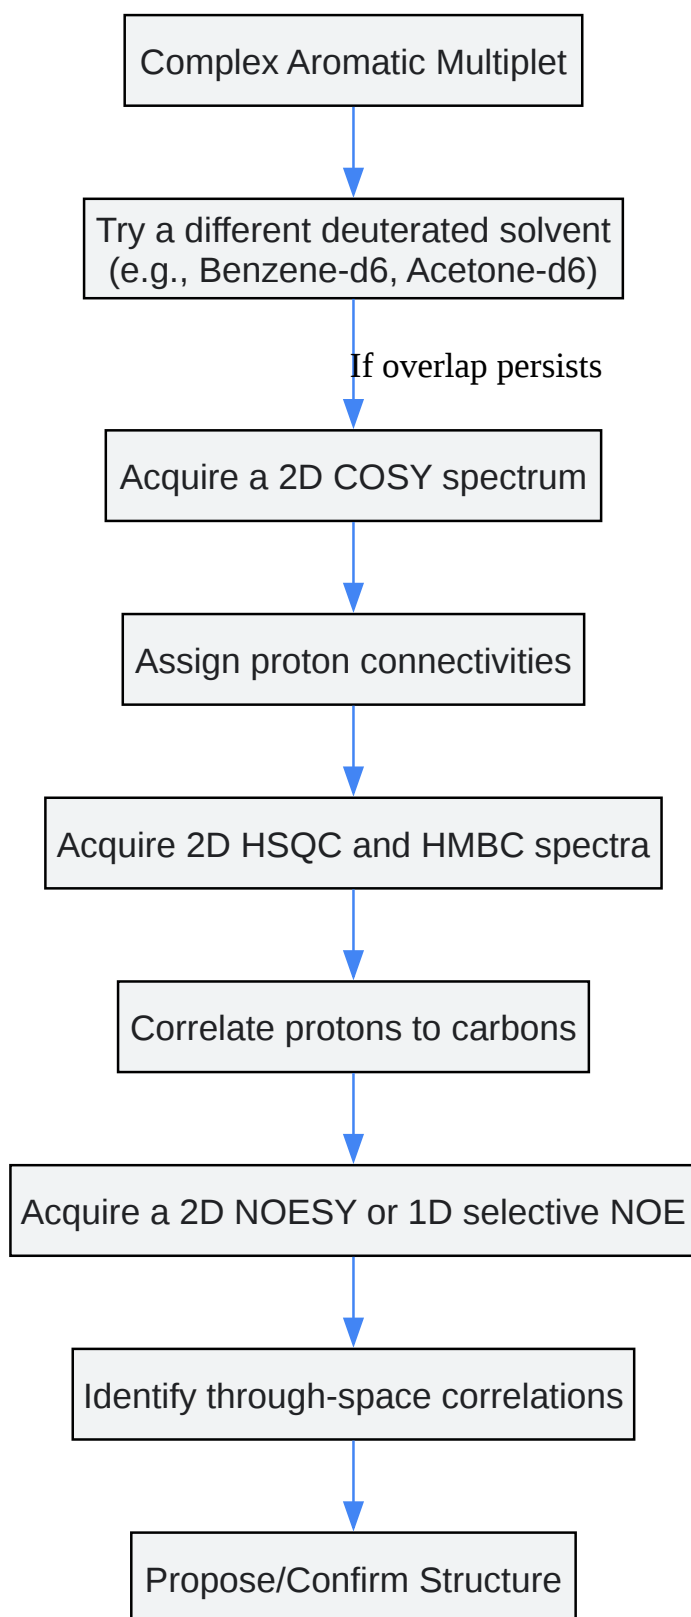 Complex Aromatic Multiplet
Try a different deuterated solvent
(e.g., Benzene-d6, Acetone-d6)
If overlap persists
Acquire a 2D COSY spectrum
Assign proton connectivities
Acquire 2D HSQC and HMBC spectra
Correlate protons to carbons
Acquire a 2D NOESY or 1D selective NOE
Identify through-space correlations
Propose/Confirm Structure